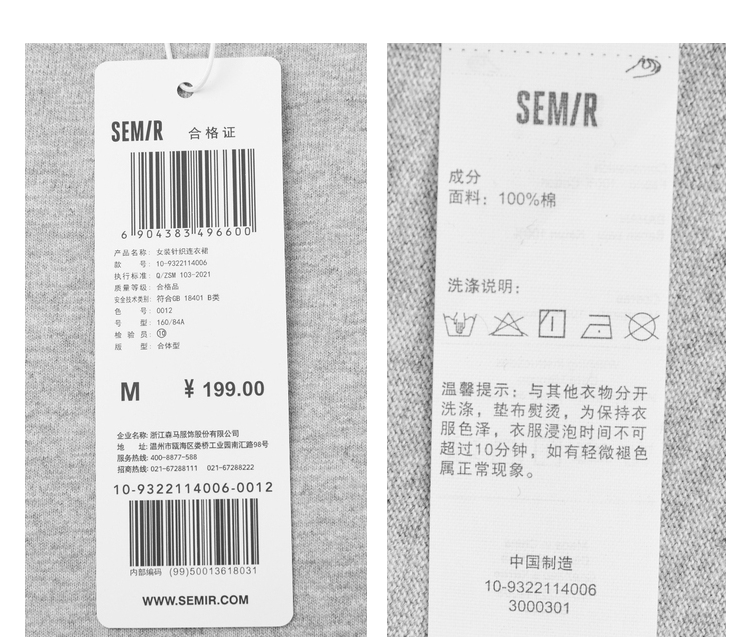 SEMIR 合格证
6 904383 496600
产品名称: 女装针织连衣裙
款 号: 10-9322114006
执行标准: Q/ZSM 103-2021
质量等级: 合格品
安全技术类别: 符合GB 18401 B类
色 号: 0012
号 型: 160/84A
检 验 员: ⑩
版 型: 合体型
M ¥ 199.00
企业名称: 浙江森马服饰股份有限公司
地 址: 温州市瓯海区娄桥工业园南汇路98号
服务热线: 400-8877-588
招商热线: 021-67288111 021-67288222
10-9322114006-0012
内部编码 (99)50013618031
WWW.SEMIR.COM
SEMIR
成分
面料: 100%棉
洗涤说明:
温馨提示: 与其他衣物分开
洗涤, 垫布熨烫, 为保持衣
服色泽, 衣服浸泡时间不可
超过10分钟, 如有轻微褪色
属正常现象。
中国制造
10-9322114006
3000301